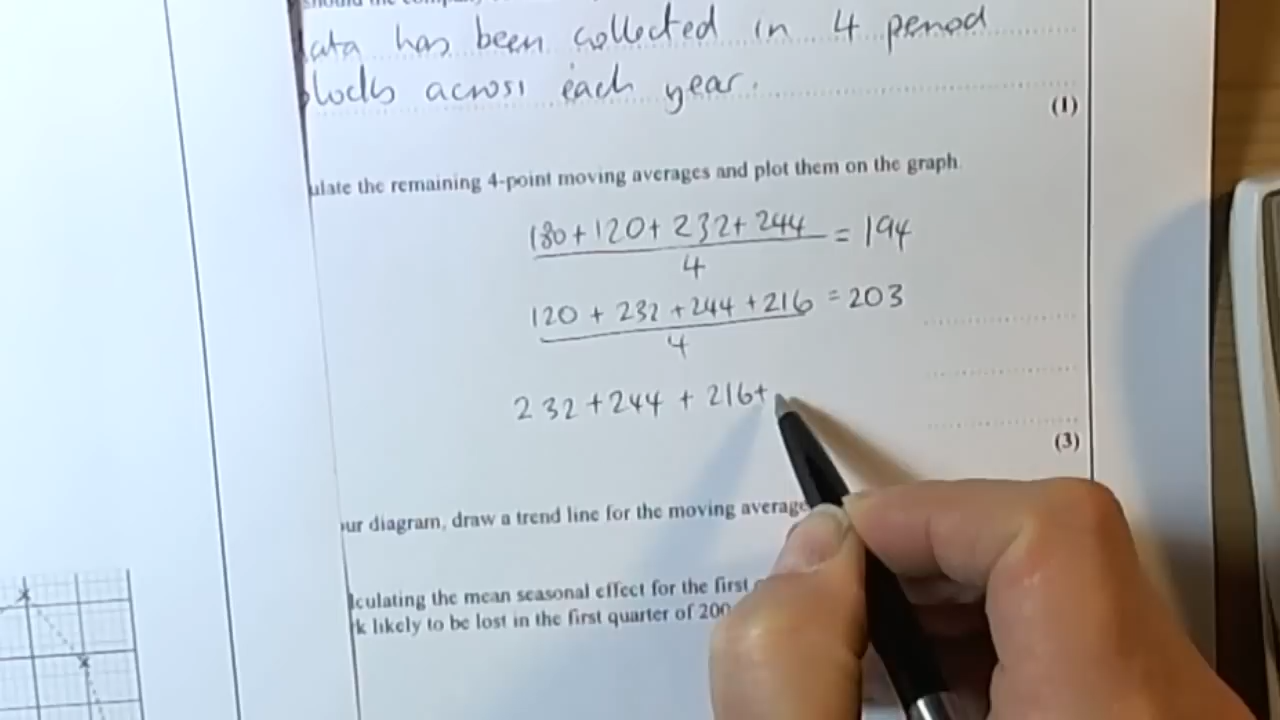 should the company
ata has been collected in 4 period
blocks across each year.
(1)
ulate the remaining 4-point moving averages and plot them on the graph.
180+120+232+244 = 194
4
120 + 232 +244 +216 = 203
4
232 +244 + 216+
(3)
ur diagram, draw a trend line for the moving average
lculating the mean seasonal effect for the first
k likely to be lost in the first quarter of 200